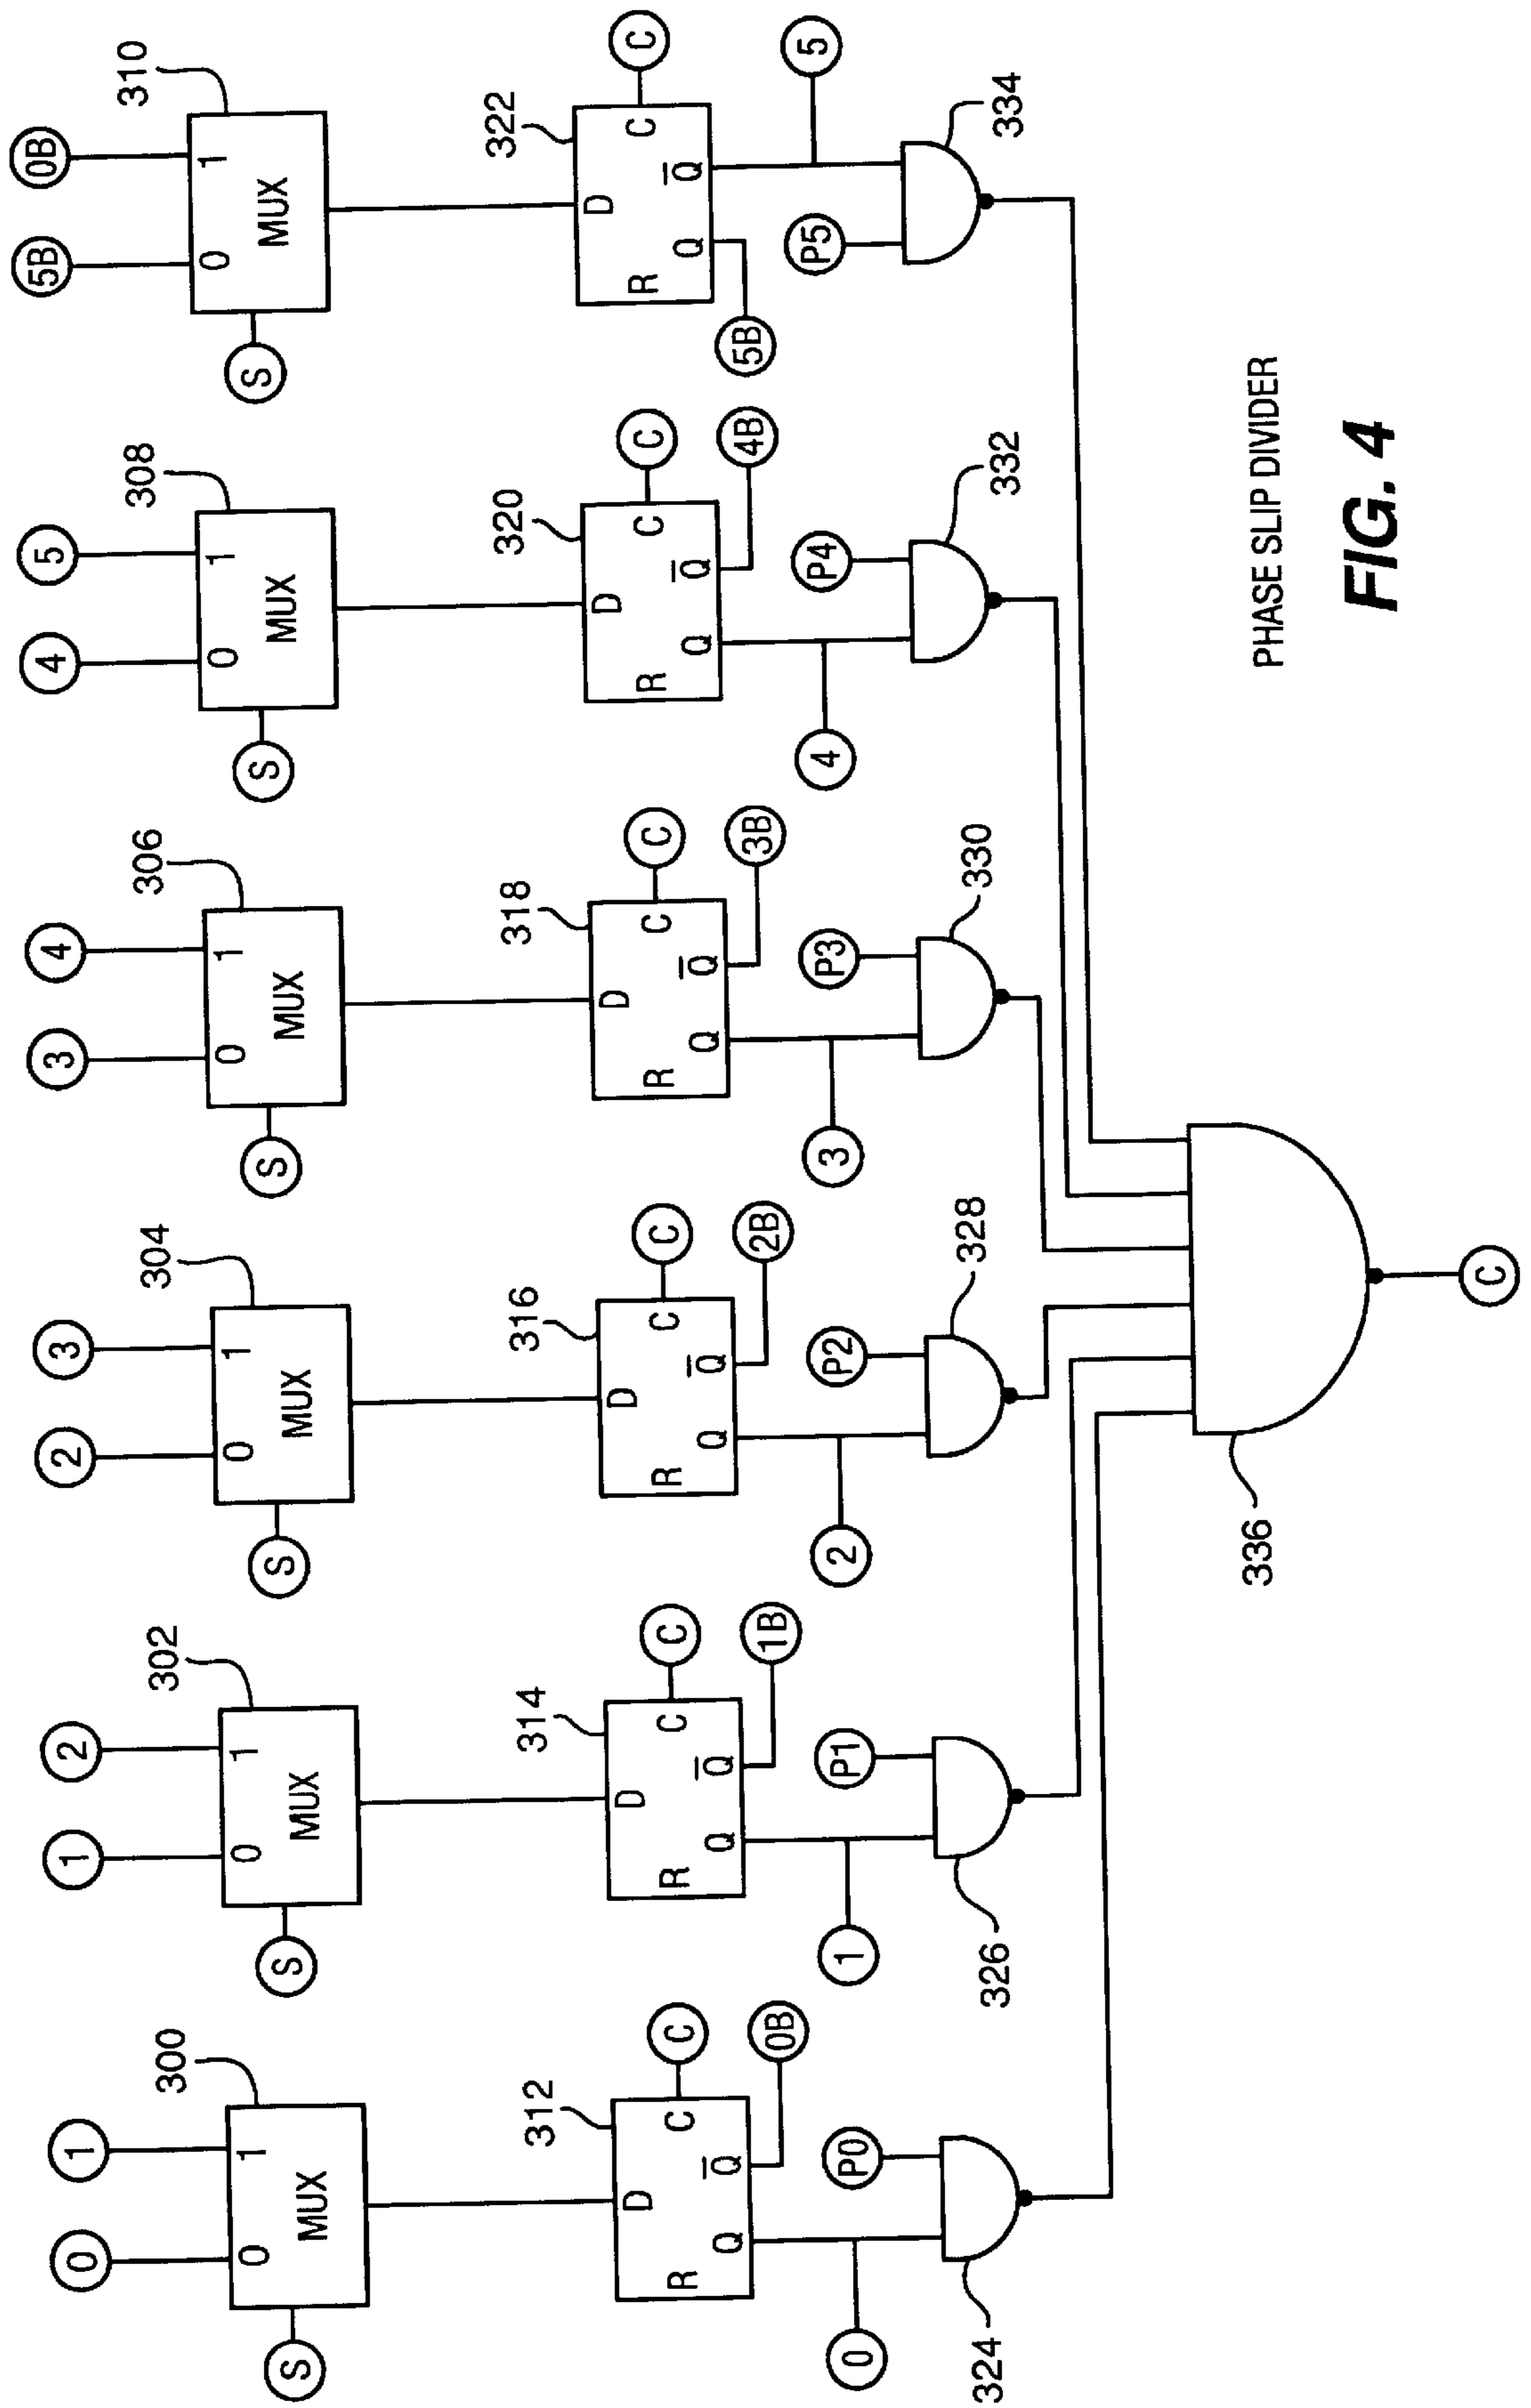 0 1 1 2 2 3 3 4 4 5 5B 0B
300 302 304 306 308 310
0 1 0 1 0 1 0 1 0 1 0 1
S MUX S MUX S MUX S MUX S MUX S MUX
312 314 316 318 320 322
D D D D D D
R C C R C C R C C R C C R C C R C C
Q Q̅ Q Q̅ Q Q̅ Q Q̅ Q Q̅ Q Q̅
0B 1B 2B 3B 4B 5B
0 P0 1 P1 2 P2 3 P3 4 P4 P5 5
324 326 328 330 332 334
336
C
PHASE SLIP DIVIDER
FIG. 4